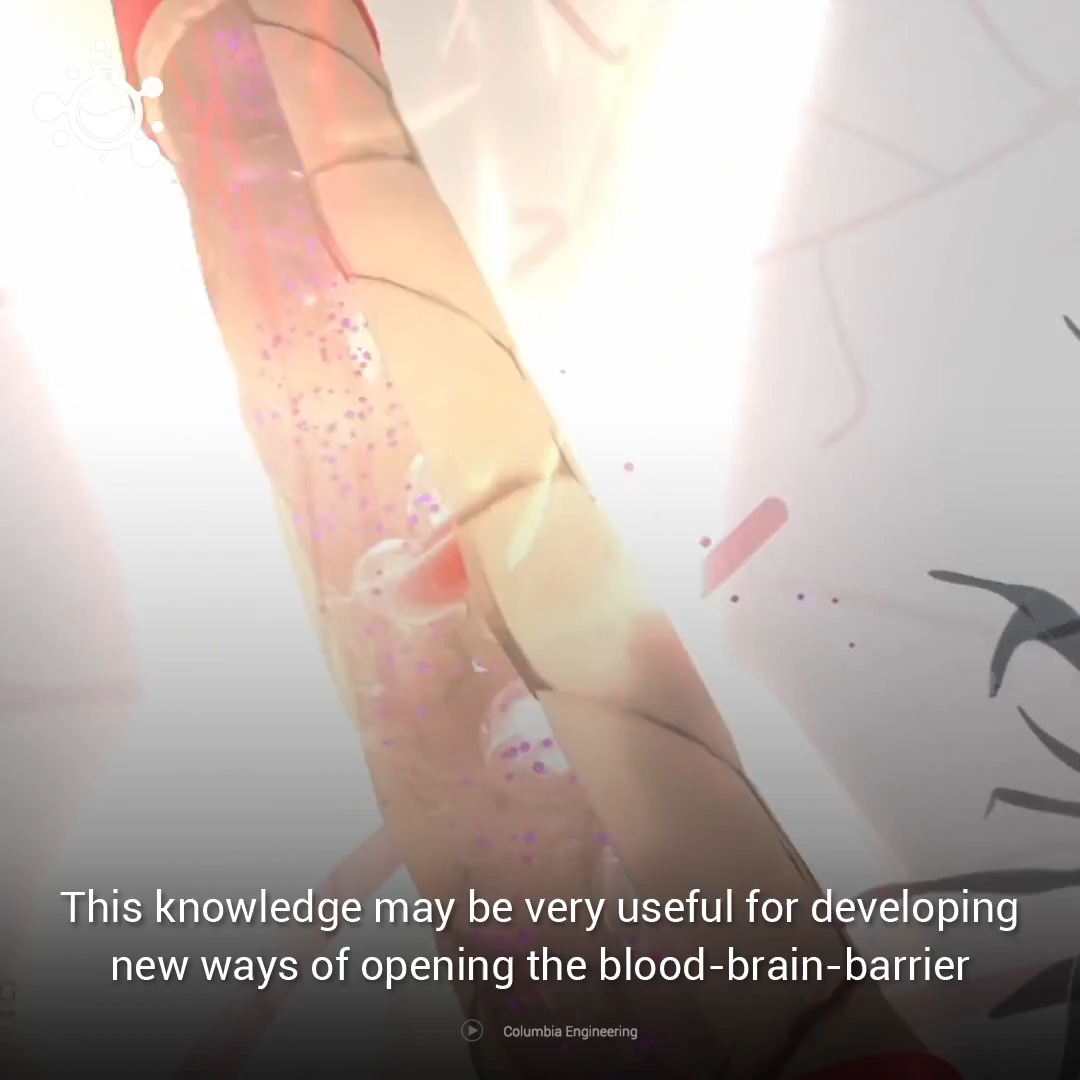 This knowledge may be very useful for developing
new ways of opening the blood-brain-barrier
Columbia Engineering